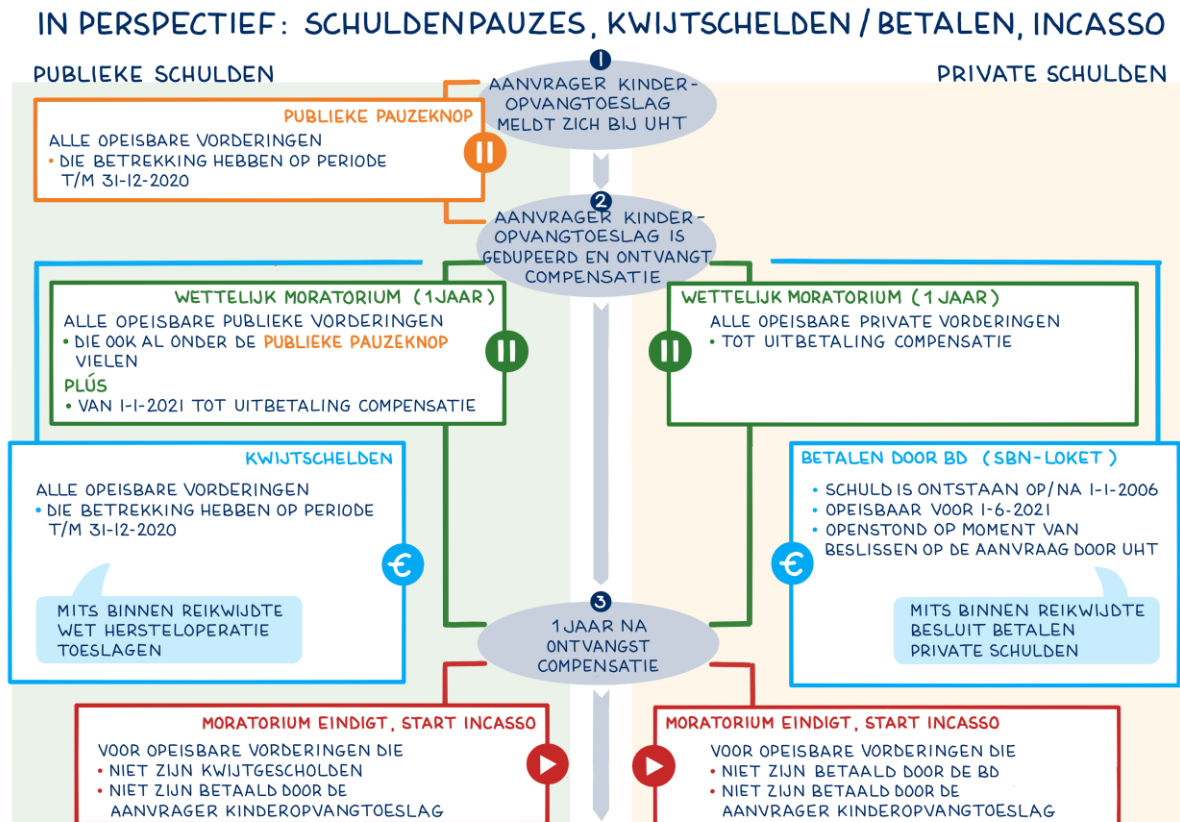 IN PERSPECTIEF: SCHULDENPAUZES, KWIJTSCHELDEN / BETALEN, INCASSO
PUBLIEKE SCHULDEN
PRIVATE SCHULDEN
1
AANVRAGER KINDER-
OPVANGTOESLAG
MELDT ZICH BIJ UHT
PUBLIEKE PAUZEKNOP
ALLE OPEISBARE VORDERINGEN
• DIE BETREKKING HEBBEN OP PERIODE
T/M 31-12-2020
2
AANVRAGER KINDER-
OPVANGTOESLAG IS
GEDUPEERD EN ONTVANGT
COMPENSATIE
WETTELIJK MORATORIUM (1 JAAR)
ALLE OPEISBARE PUBLIEKE VORDERINGEN
• DIE OOK AL ONDER DE PUBLIEKE PAUZEKNOP
VIELEN
PLÚS
• VAN 1-1-2021 TOT UITBETALING COMPENSATIE
WETTELIJK MORATORIUM (1 JAAR)
ALLE OPEISBARE PRIVATE VORDERINGEN
• TOT UITBETALING COMPENSATIE
KWIJTSCHELDEN
ALLE OPEISBARE VORDERINGEN
• DIE BETREKKING HEBBEN OP PERIODE
T/M 31-12-2020
€
MITS BINNEN REIKWIJDTE
WET HERSTELOPERATIE
TOESLAGEN
BETALEN DOOR BD (SBN-LOKET)
• SCHULD IS ONTSTAAN OP/NA 1-1-2006
• OPEISBAAR VOOR 1-6-2021
• OPENSTOND OP MOMENT VAN
BESLISSEN OP DE AANVRAAG DOOR UHT
€
MITS BINNEN REIKWIJDTE
BESLUIT BETALEN
PRIVATE SCHULDEN
3
1 JAAR NA
ONTVANGST
COMPENSATIE
MORATORIUM EINDIGT, START INCASSO
VOOR OPEISBARE VORDERINGEN DIE
• NIET ZIJN KWIJTGESCHOLDEN
• NIET ZIJN BETAALD DOOR DE
AANVRAGER KINDEROPVANGTOESLAG
MORATORIUM EINDIGT, START INCASSO
VOOR OPEISBARE VORDERINGEN DIE
• NIET ZIJN BETAALD DOOR DE BD
• NIET ZIJN BETAALD DOOR DE
AANVRAGER KINDEROPVANGTOESLAG